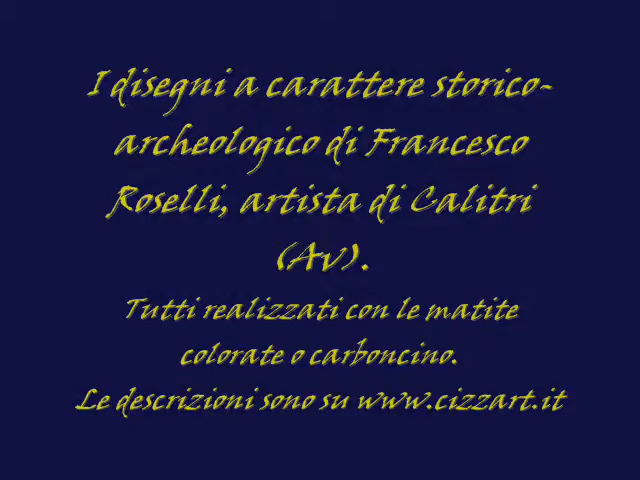 I disegni a carattere storico-
archeologico di Francesco
Roselli, artista di Calitri
(Av).
Tutti realizzati con le matite
colorate o carboncino.
Le descrizioni sono su www.cizzart.it